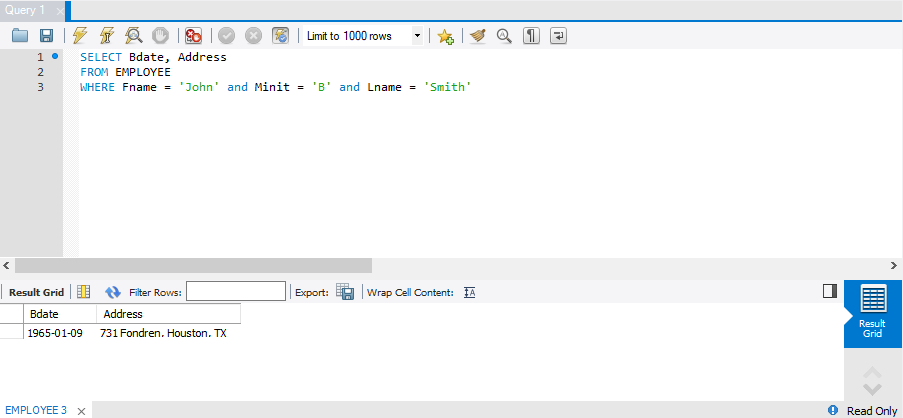 Query 1
Limit to 1000 rows
1 SELECT Bdate, Address
2 FROM EMPLOYEE
3 WHERE Fname = 'John' and Minit = 'B' and Lname = 'Smith'
Result Grid Filter Rows: Export: Wrap Cell Content:
Bdate Address
1965-01-09 731 Fondren, Houston, TX
Result
Grid
EMPLOYEE 3 Read Only